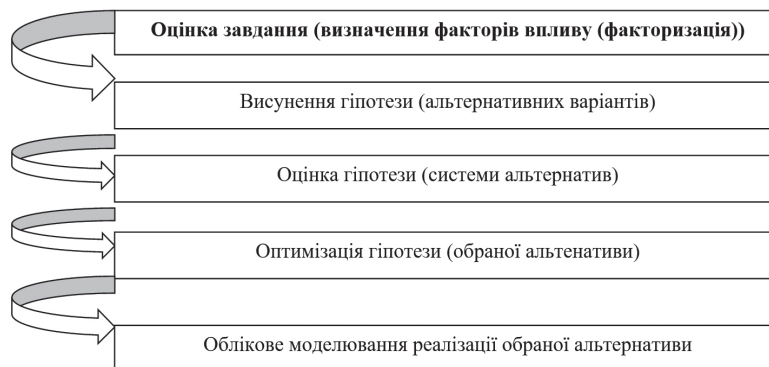 Оцінка завдання (визначення факторів впливу (факторизація))
Висунення гіпотези (альтернативних варіантів)
Оцінка гіпотези (системи альтернатив)
Оптимізація гіпотези (обраної альтенативи)
Облікове моделювання реалізації обраної альтернативи